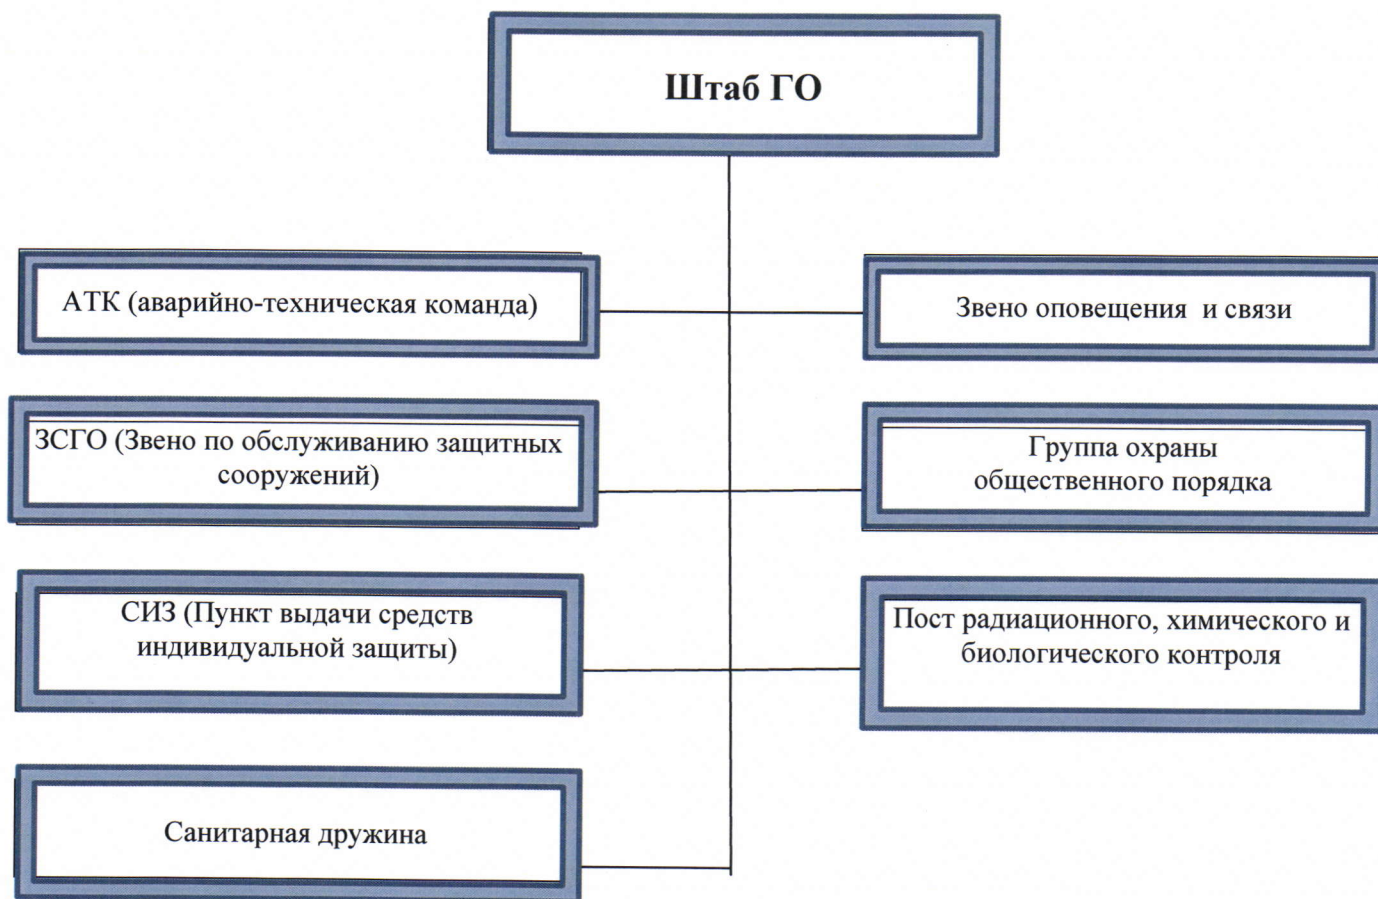 Штаб ГО
АТК (аварийно-техническая команда)
Звено оповещения и связи
ЗСГО (Звено по обслуживанию защитных
сооружений)
Группа охраны
общественного порядка
СИЗ (Пункт выдачи средств
индивидуальной защиты)
Пост радиационного, химического и
биологического контроля
Санитарная дружина